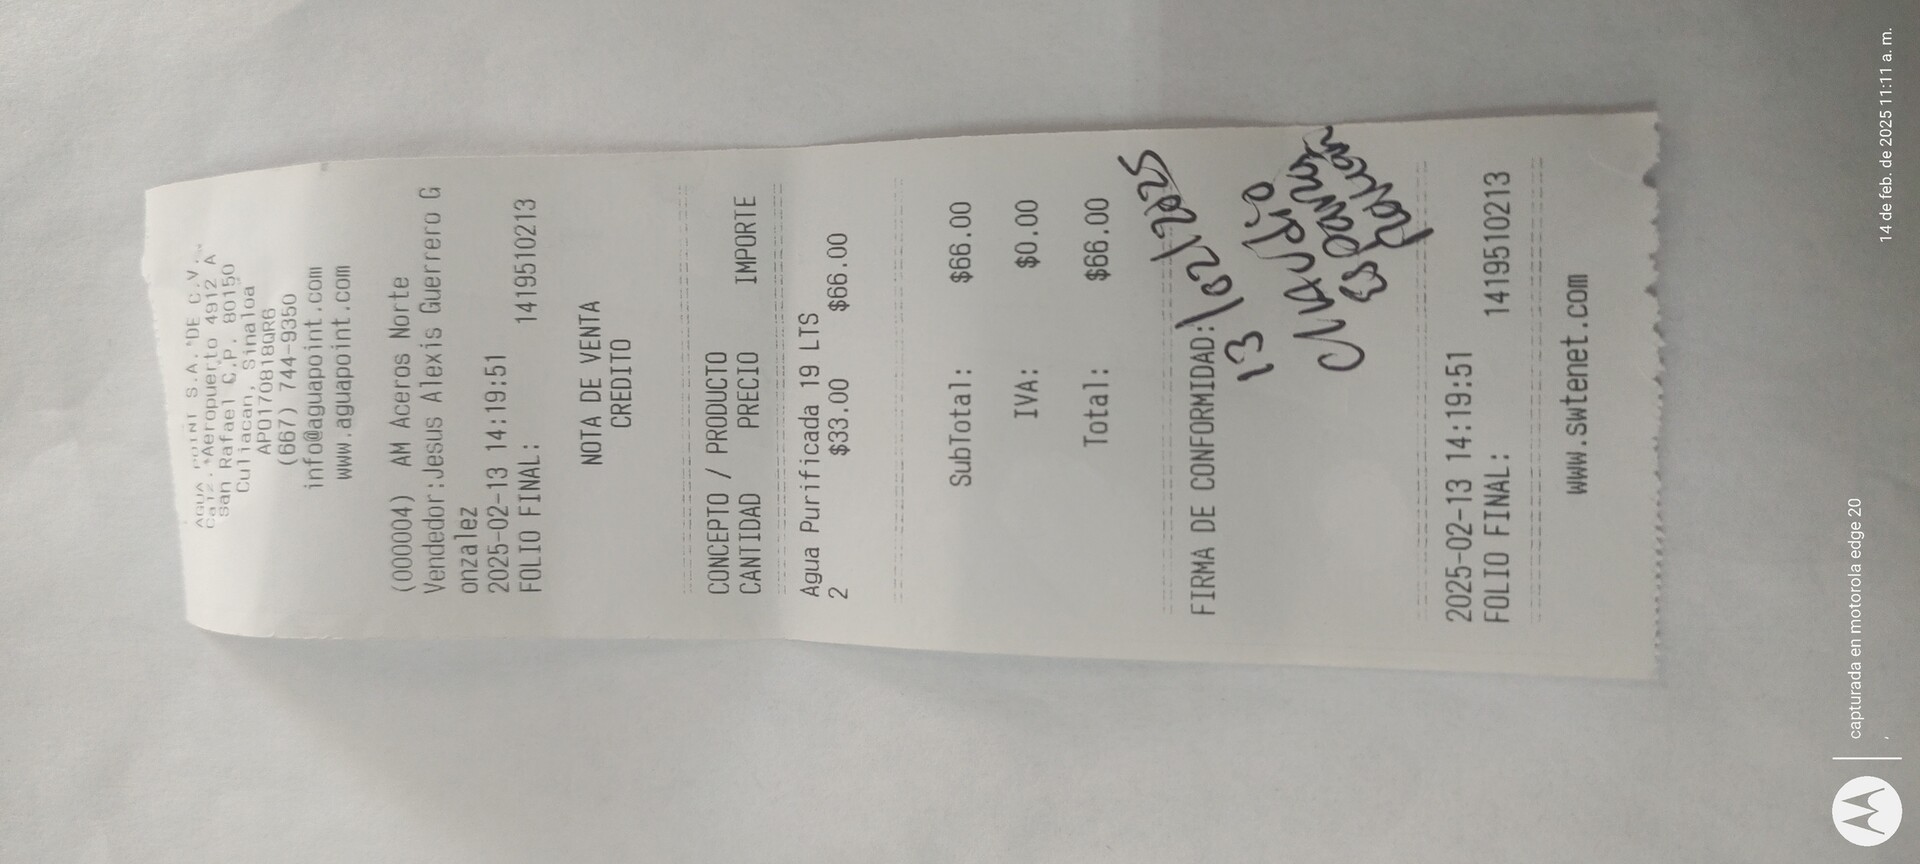 AGUA POINT S.A. DE C.V.
Calz. Aeropuerto 4912 A
San Rafael C.P. 80150
Culiacan, Sinaloa
APO170818QR6
(667) 744-9350
info@aguapoint.com
www.aguapoint.com
(000004) AM Aceros Norte
Vendedor:Jesus Alexis Guerrero G
onzalez
2025-02-13 14:19:51
FOLIO FINAL: 1419510213
NOTA DE VENTA
CREDITO
CONCEPTO / PRODUCTO
CANTIDAD PRECIO IMPORTE
Agua Purificada 19 LTS
2 $33.00 $66.00
SubTotal: $66.00
IVA: $0.00
Total: $66.00
FIRMA DE CONFORMIDAD:
13/02/2025
Claudio
Esparza
2025-02-13 14:19:51
FOLIO FINAL: 1419510213
www.swtenet.com
capturada en motorola edge 20
14 de feb. de 2025 11:11 a. m.